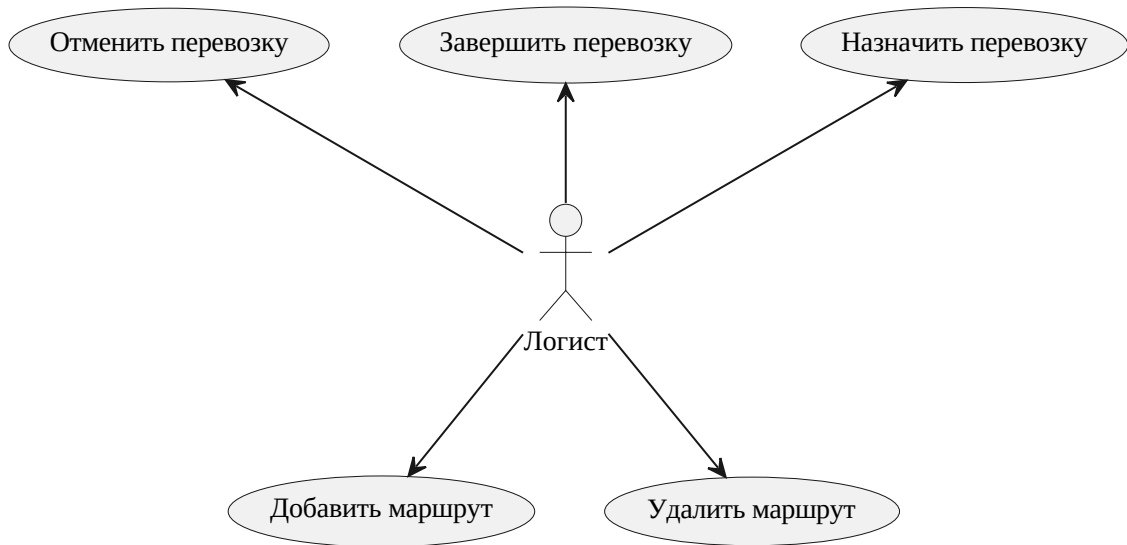 Отменить перевозку
Завершить перевозку
Назначить перевозку
Логист
Добавить маршрут
Удалить маршрут